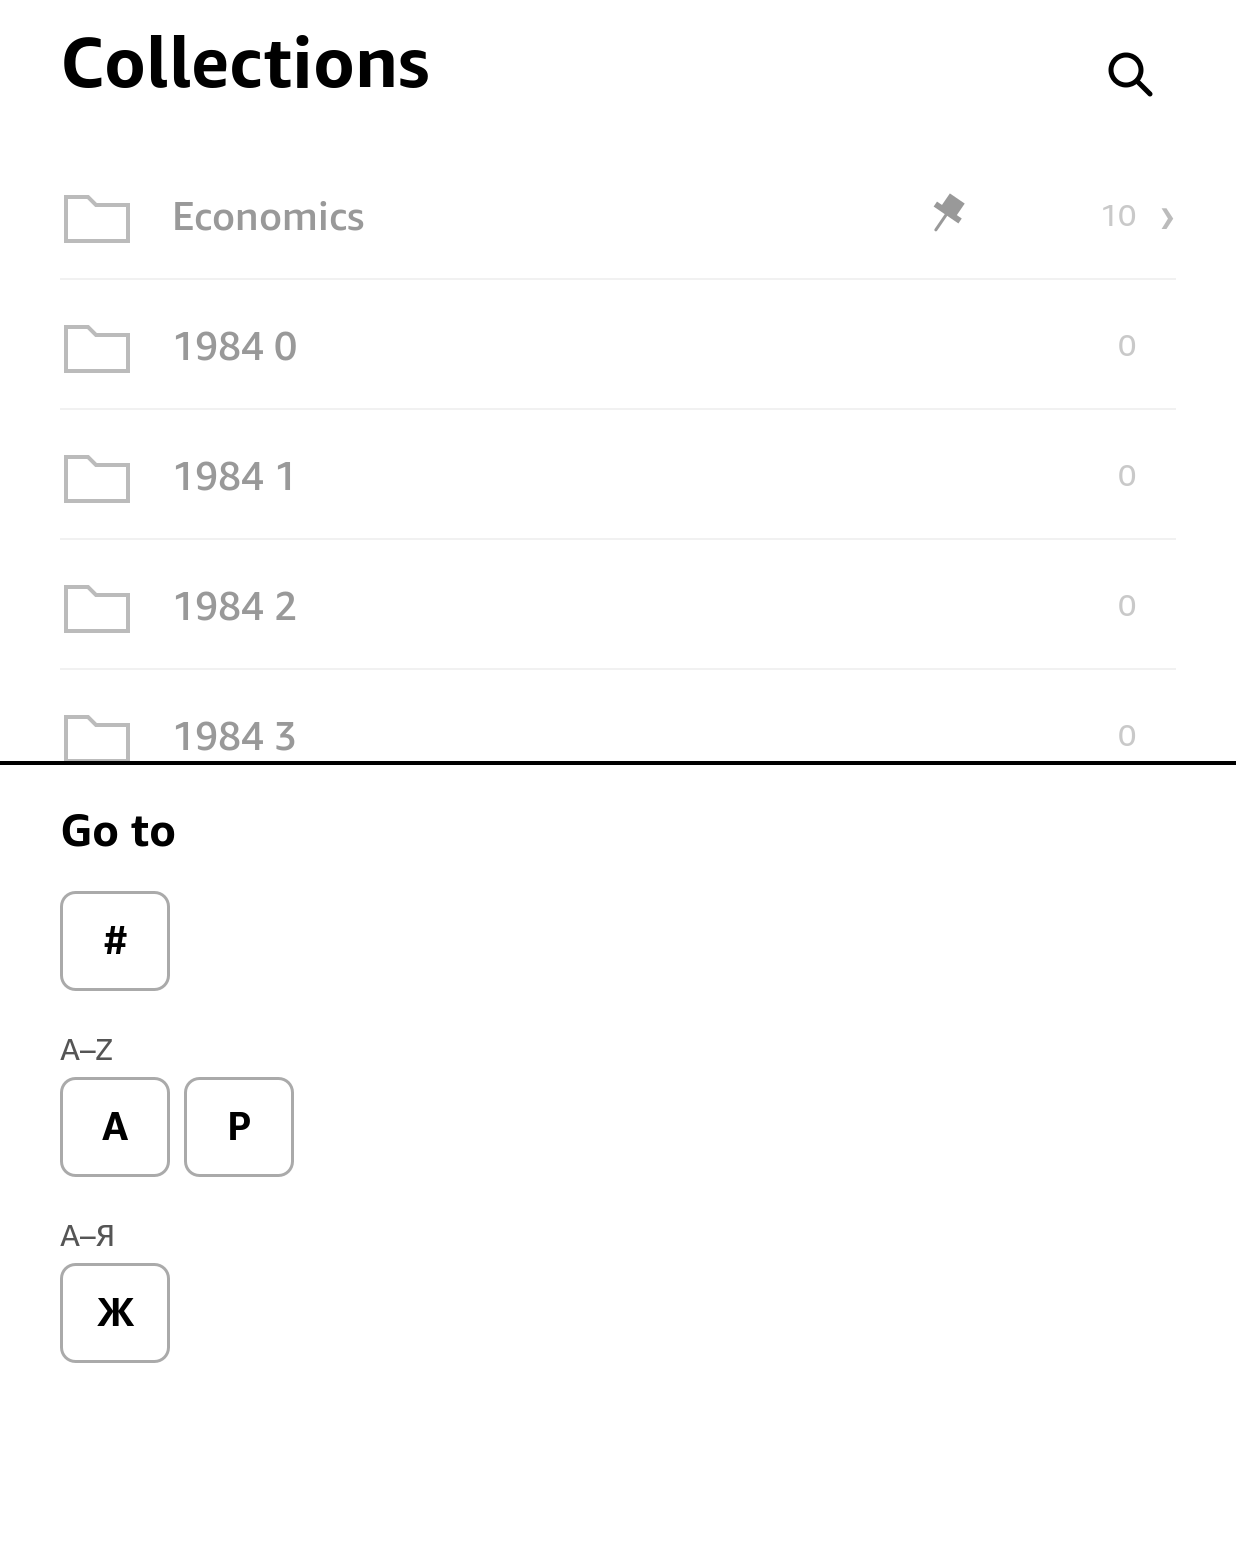 Collections
Economics 10
1984 0 0
1984 1 0
1984 2 0
1984 3 0
Go to
#
A–Z
A P
А–Я
Ж